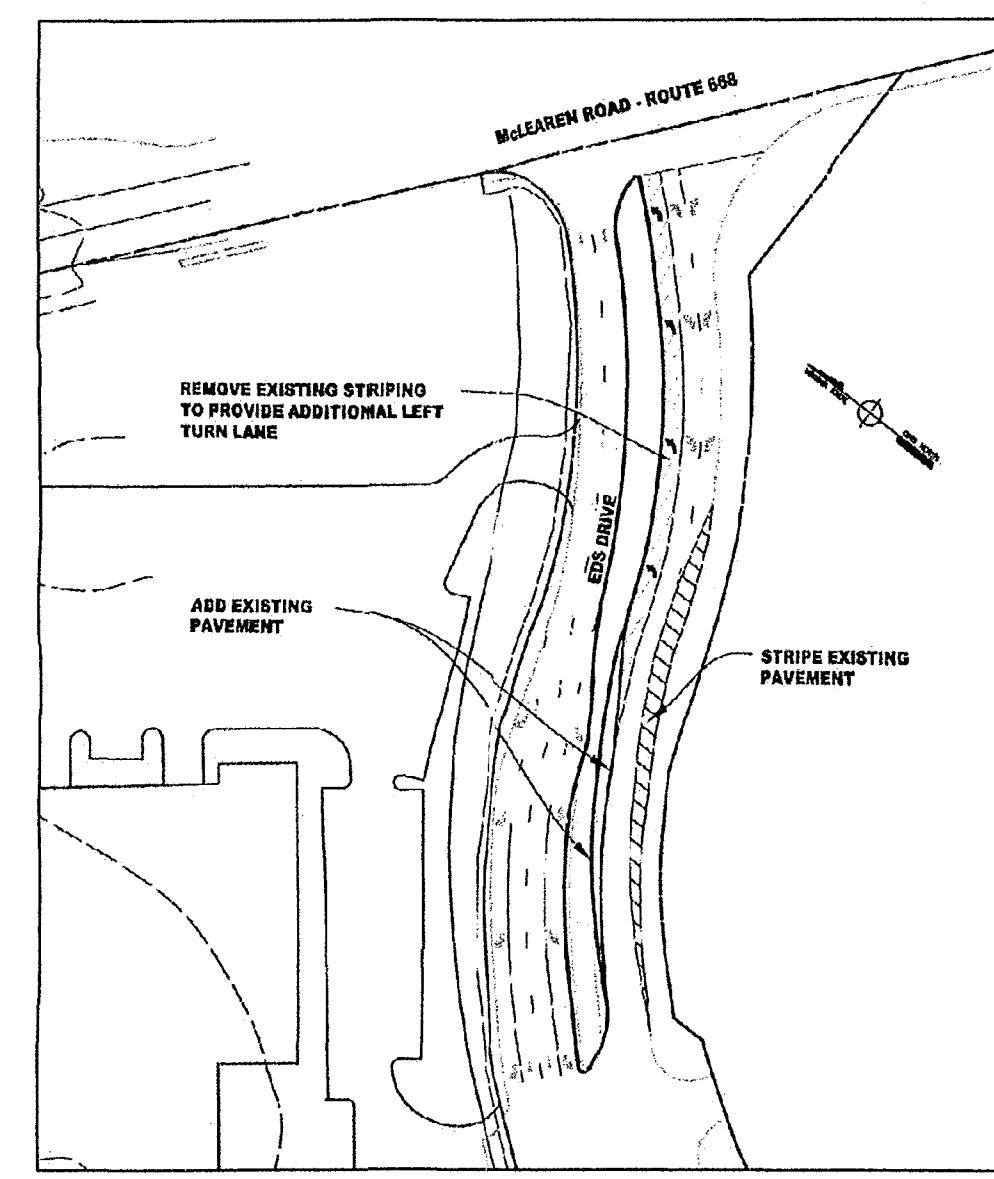 McLEAREN ROAD - ROUTE 668
REMOVE EXISTING STRIPING
TO PROVIDE ADDITIONAL LEFT
TURN LANE
EDS DRIVE
ADD EXISTING
PAVEMENT
STRIPE EXISTING
PAVEMENT